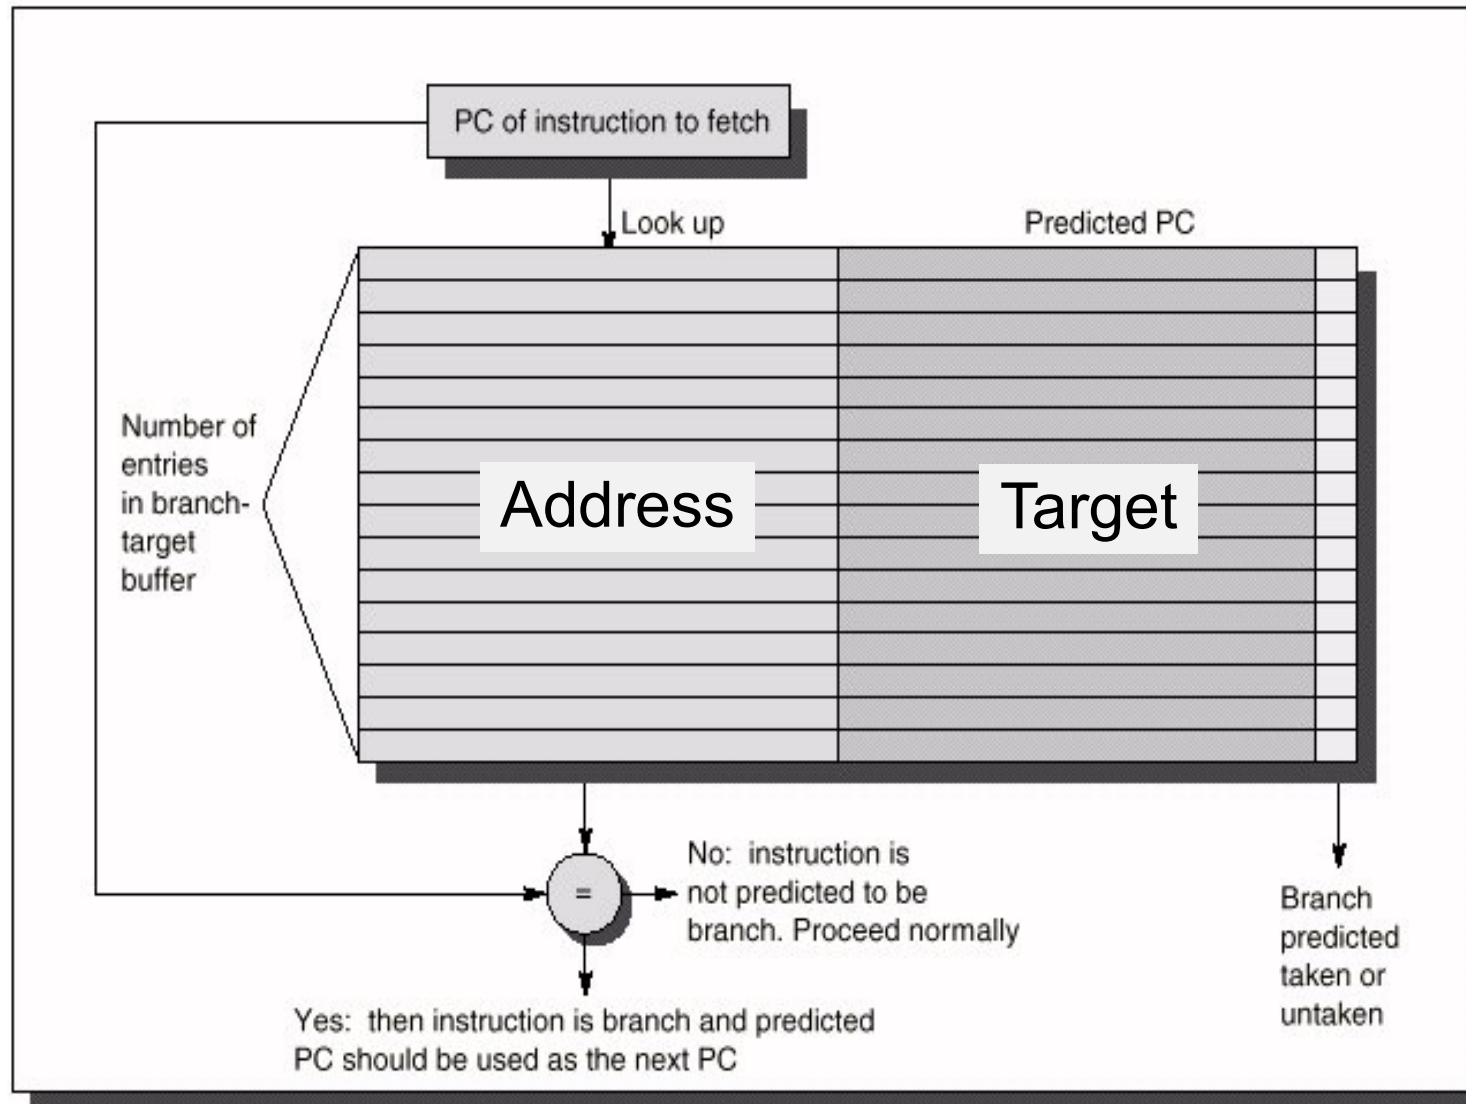 PC of instruction to fetch
Look up
Predicted PC
Number of
entries
in branch-
target
buffer
Address
Target
=
No: instruction is
not predicted to be
branch. Proceed normally
Yes: then instruction is branch and predicted
PC should be used as the next PC
Branch
predicted
taken or
untaken